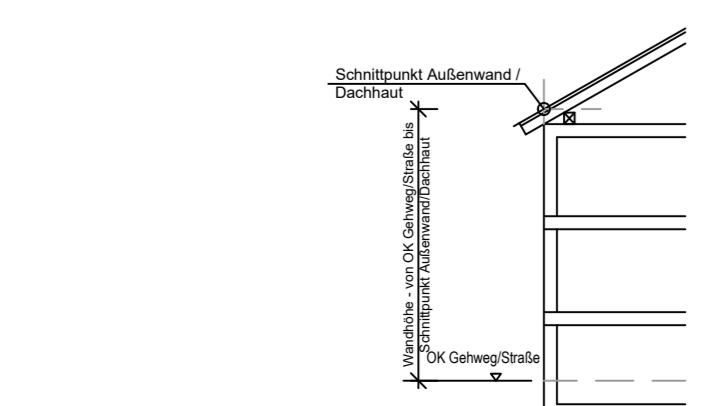 Schnittpunkt Außenwand /
Dachhaut
Wandhöhe - von OK Gehweg/Straße bis
Schnittpunkt Außenwand/Dachhaut
OK Gehweg/Straße